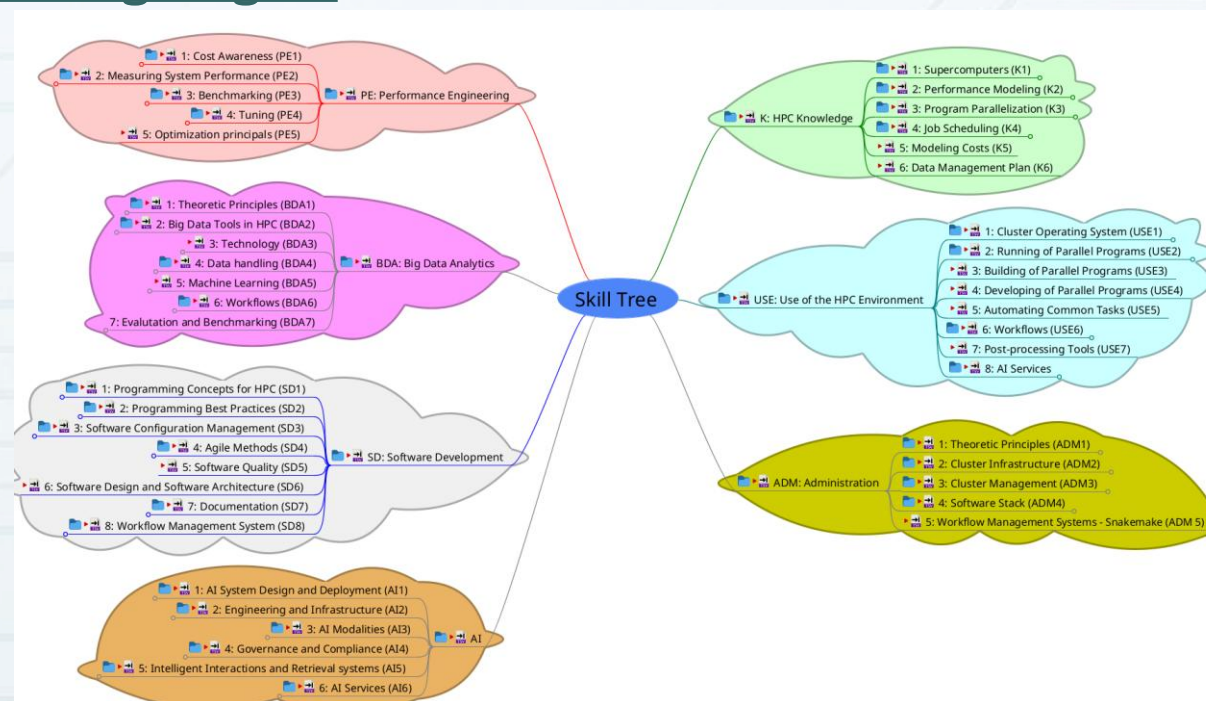 1: Cost Awareness (PE1)
2: Measuring System Performance (PE2)
3: Benchmarking (PE3)
4: Tuning (PE4)
5: Optimization principals (PE5)
PE: Performance Engineering
1: Theoretic Principles (BDA1)
2: Big Data Tools in HPC (BDA2)
3: Technology (BDA3)
4: Data handling (BDA4)
5: Machine Learning (BDA5)
6: Workflows (BDA6)
7: Evalutation and Benchmarking (BDA7)
BDA: Big Data Analytics
1: Programming Concepts for HPC (SD1)
2: Programming Best Practices (SD2)
3: Software Configuration Management (SD3)
4: Agile Methods (SD4)
5: Software Quality (SD5)
6: Software Design and Software Architecture (SD6)
7: Documentation (SD7)
8: Workflow Management System (SD8)
SD: Software Development
1: AI System Design and Deployment (AI1)
2: Engineering and Infrastructure (AI2)
3: AI Modalities (AI3)
4: Governance and Compliance (AI4)
5: Intelligent Interactions and Retrieval systems (AI5)
6: AI Services (AI6)
AI
Skill Tree
K: HPC Knowledge
1: Supercomputers (K1)
2: Performance Modeling (K2)
3: Program Parallelization (K3)
4: Job Scheduling (K4)
5: Modeling Costs (K5)
6: Data Management Plan (K6)
USE: Use of the HPC Environment
1: Cluster Operating System (USE1)
2: Running of Parallel Programs (USE2)
3: Building of Parallel Programs (USE3)
4: Developing of Parallel Programs (USE4)
5: Automating Common Tasks (USE5)
6: Workflows (USE6)
7: Post-processing Tools (USE7)
8: AI Services
ADM: Administration
1: Theoretic Principles (ADM1)
2: Cluster Infrastructure (ADM2)
3: Cluster Management (ADM3)
4: Software Stack (ADM4)
5: Workflow Management Systems - Snakemake (ADM 5)